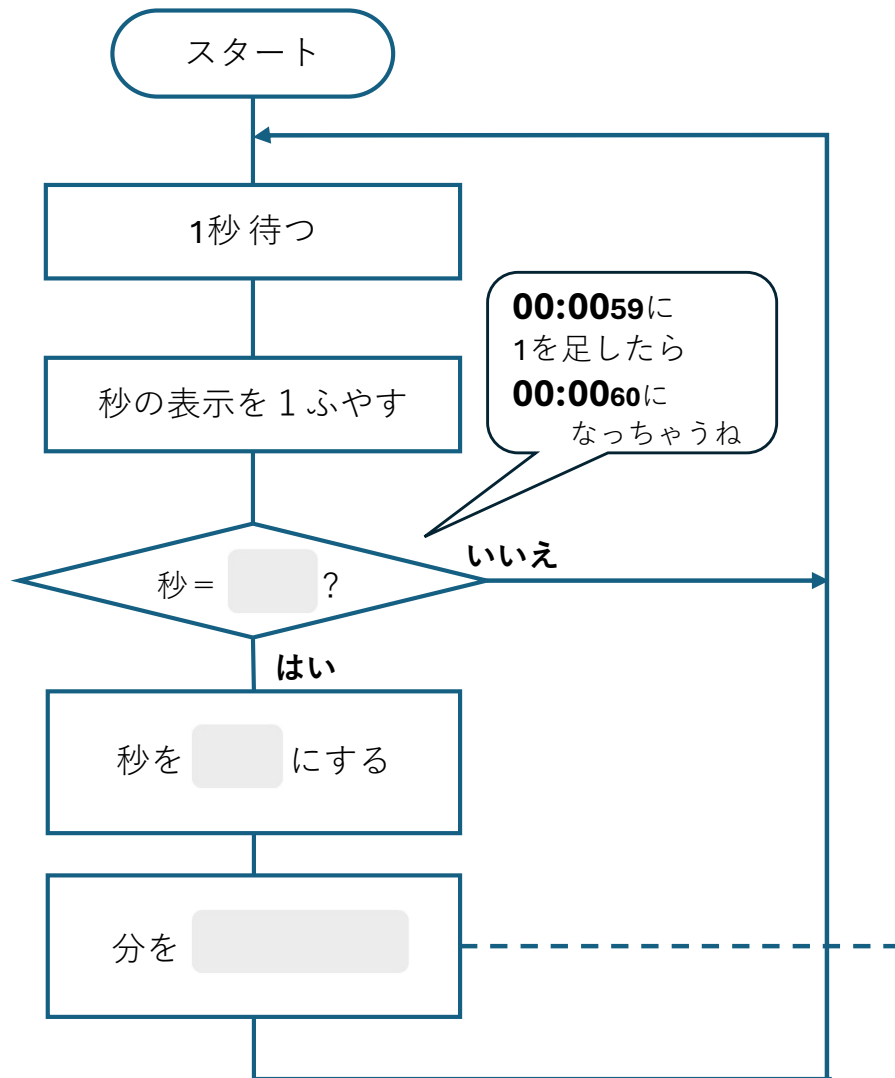 スタート
1秒 待つ
00:0059に
1を足したら
00:0060に
なっちゃうね
秒の表示を１ふやす
いいえ
秒＝ ？
はい
秒を にする
分を